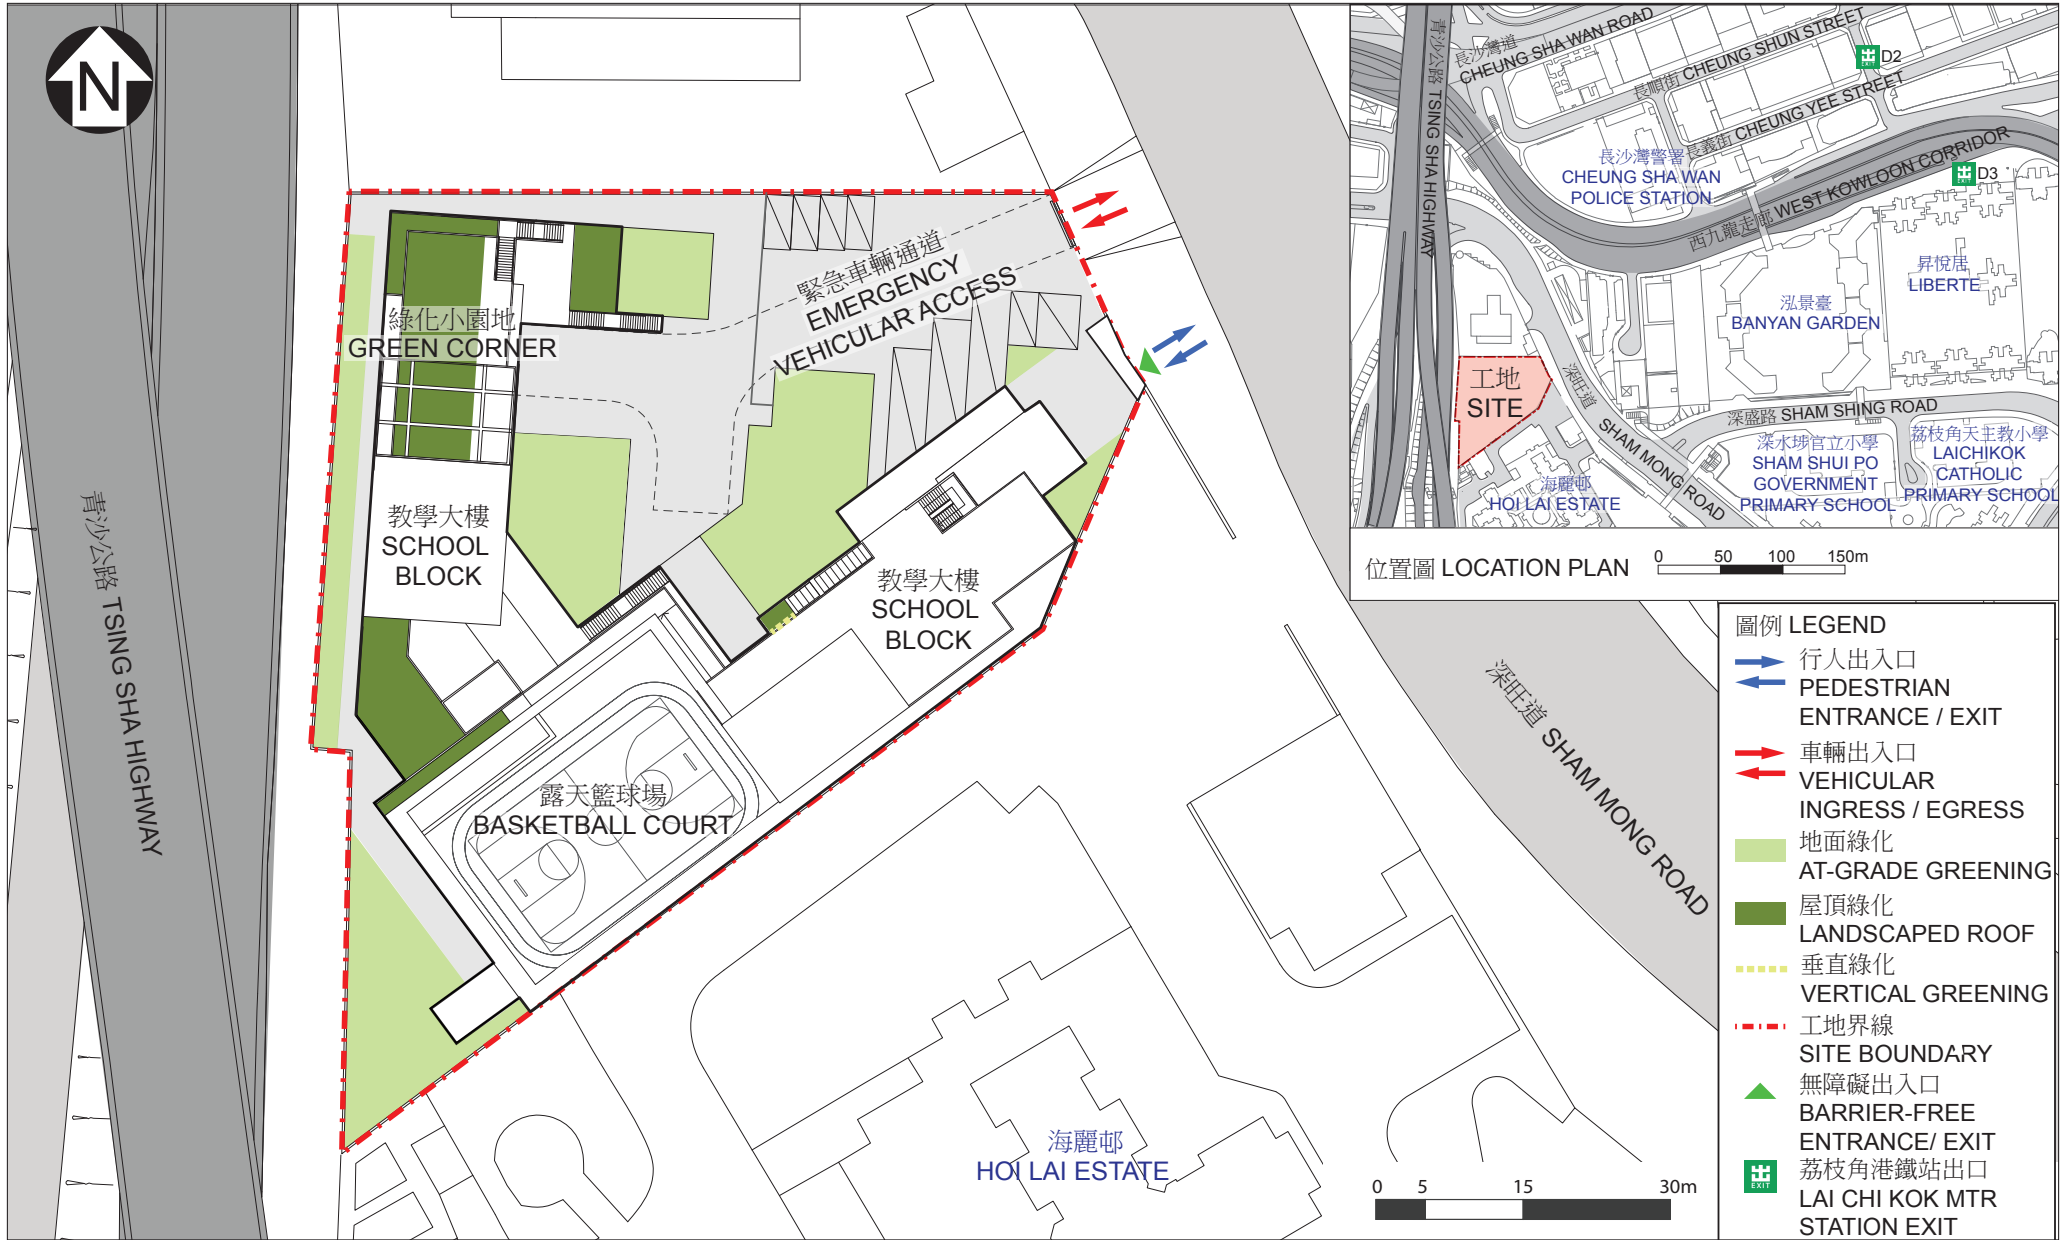 N
緊急車輛通道
EMERGENCY
VEHICULAR ACCESS
綠化小園地
GREEN CORNER
教學大樓
SCHOOL
BLOCK
教學大樓
SCHOOL
BLOCK
露天籃球場
BASKETBALL COURT
青沙公路 TSING SHA HIGHWAY
深旺道 SHAM MONG ROAD
海麗邨
HOI LAI ESTATE
0 5 15 30m
長沙灣道
CHEUNG SHA WAN ROAD
長順街 CHEUNG SHUN STREET
長義街 CHEUNG YEE STREET
青沙公路 TSING SHA HIGHWAY
EXIT D2
長沙灣警署
CHEUNG SHA WAN
POLICE STATION
西九龍走廊 WEST KOWLOON CORRIDOR
EXIT D3
昇悅居
LIBERTE
泓景臺
BANYAN GARDEN
工地
SITE
深旺道 SHAM MONG ROAD
深盛路 SHAM SHING ROAD
深水埗官立小學
SHAM SHUI PO
GOVERNMENT
PRIMARY SCHOOL
荔枝角天主教小學
LAICHIKOK
CATHOLIC
PRIMARY SCHOOL
海麗邨
HOI LAI ESTATE
位置圖 LOCATION PLAN
0 50 100 150m
圖例 LEGEND
行人出入口
PEDESTRIAN
ENTRANCE / EXIT
車輛出入口
VEHICULAR
INGRESS / EGRESS
地面綠化
AT-GRADE GREENING
屋頂綠化
LANDSCAPED ROOF
垂直綠化
VERTICAL GREENING
工地界線
SITE BOUNDARY
無障礙出入口
BARRIER-FREE
ENTRANCE/ EXIT
EXIT
荔枝角港鐵站出口
LAI CHI KOK MTR
STATION EXIT